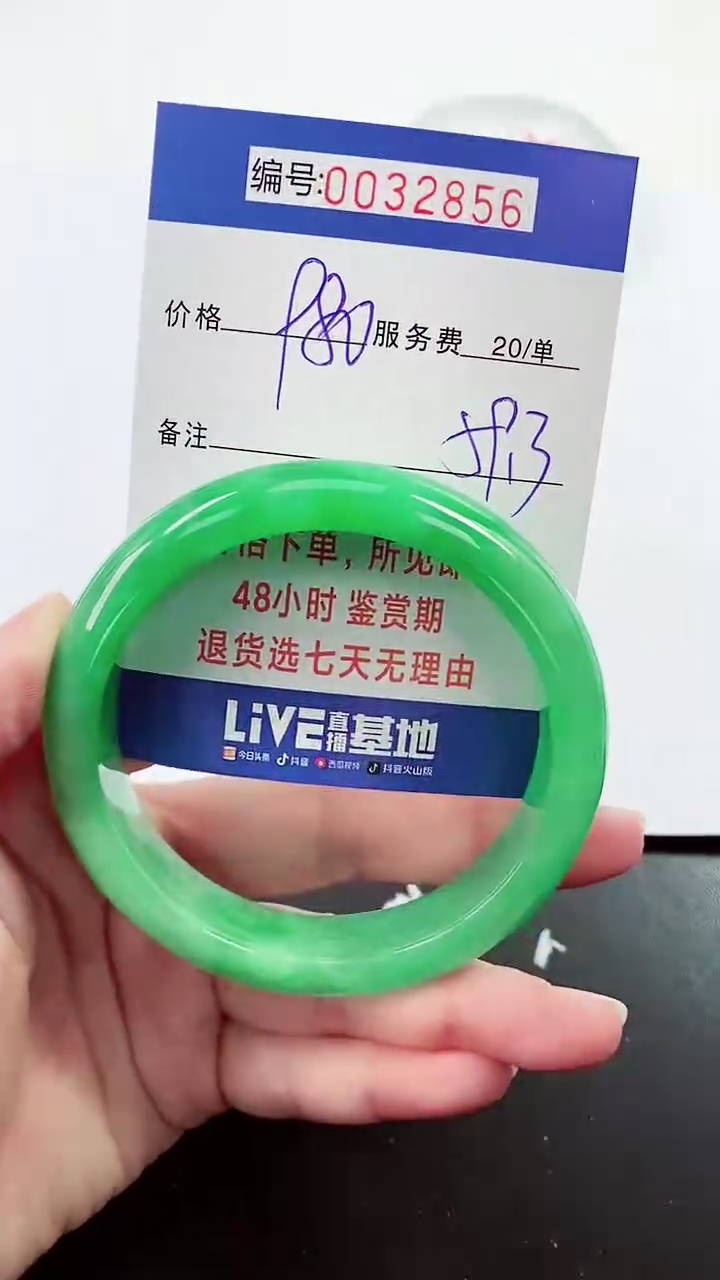 编号:0032856
价格 980 服务费 20/单
备注
下单，所见
48小时 鉴赏期
退货选七天无理由
LiVE直播基地
今日头条 抖音 西瓜视频 抖音火山版